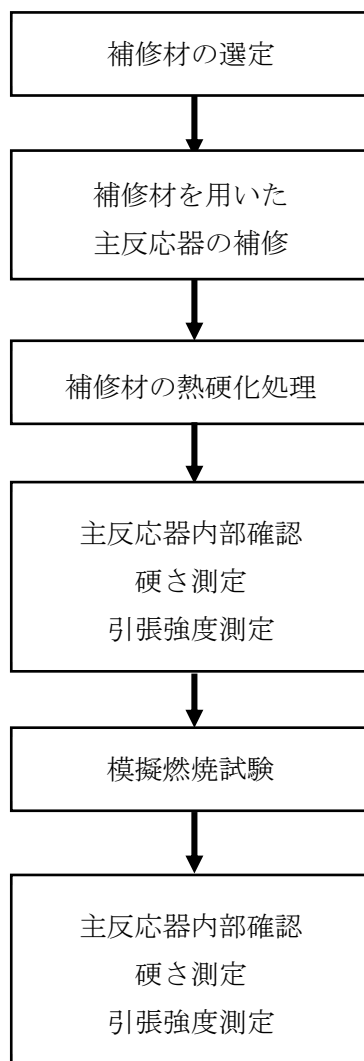 補修材の選定
補修材を用いた
主反応器の補修
補修材の熱硬化処理
主反応器内部確認
硬さ測定
引張強度測定
模擬燃焼試験
主反応器内部確認
硬さ測定
引張強度測定